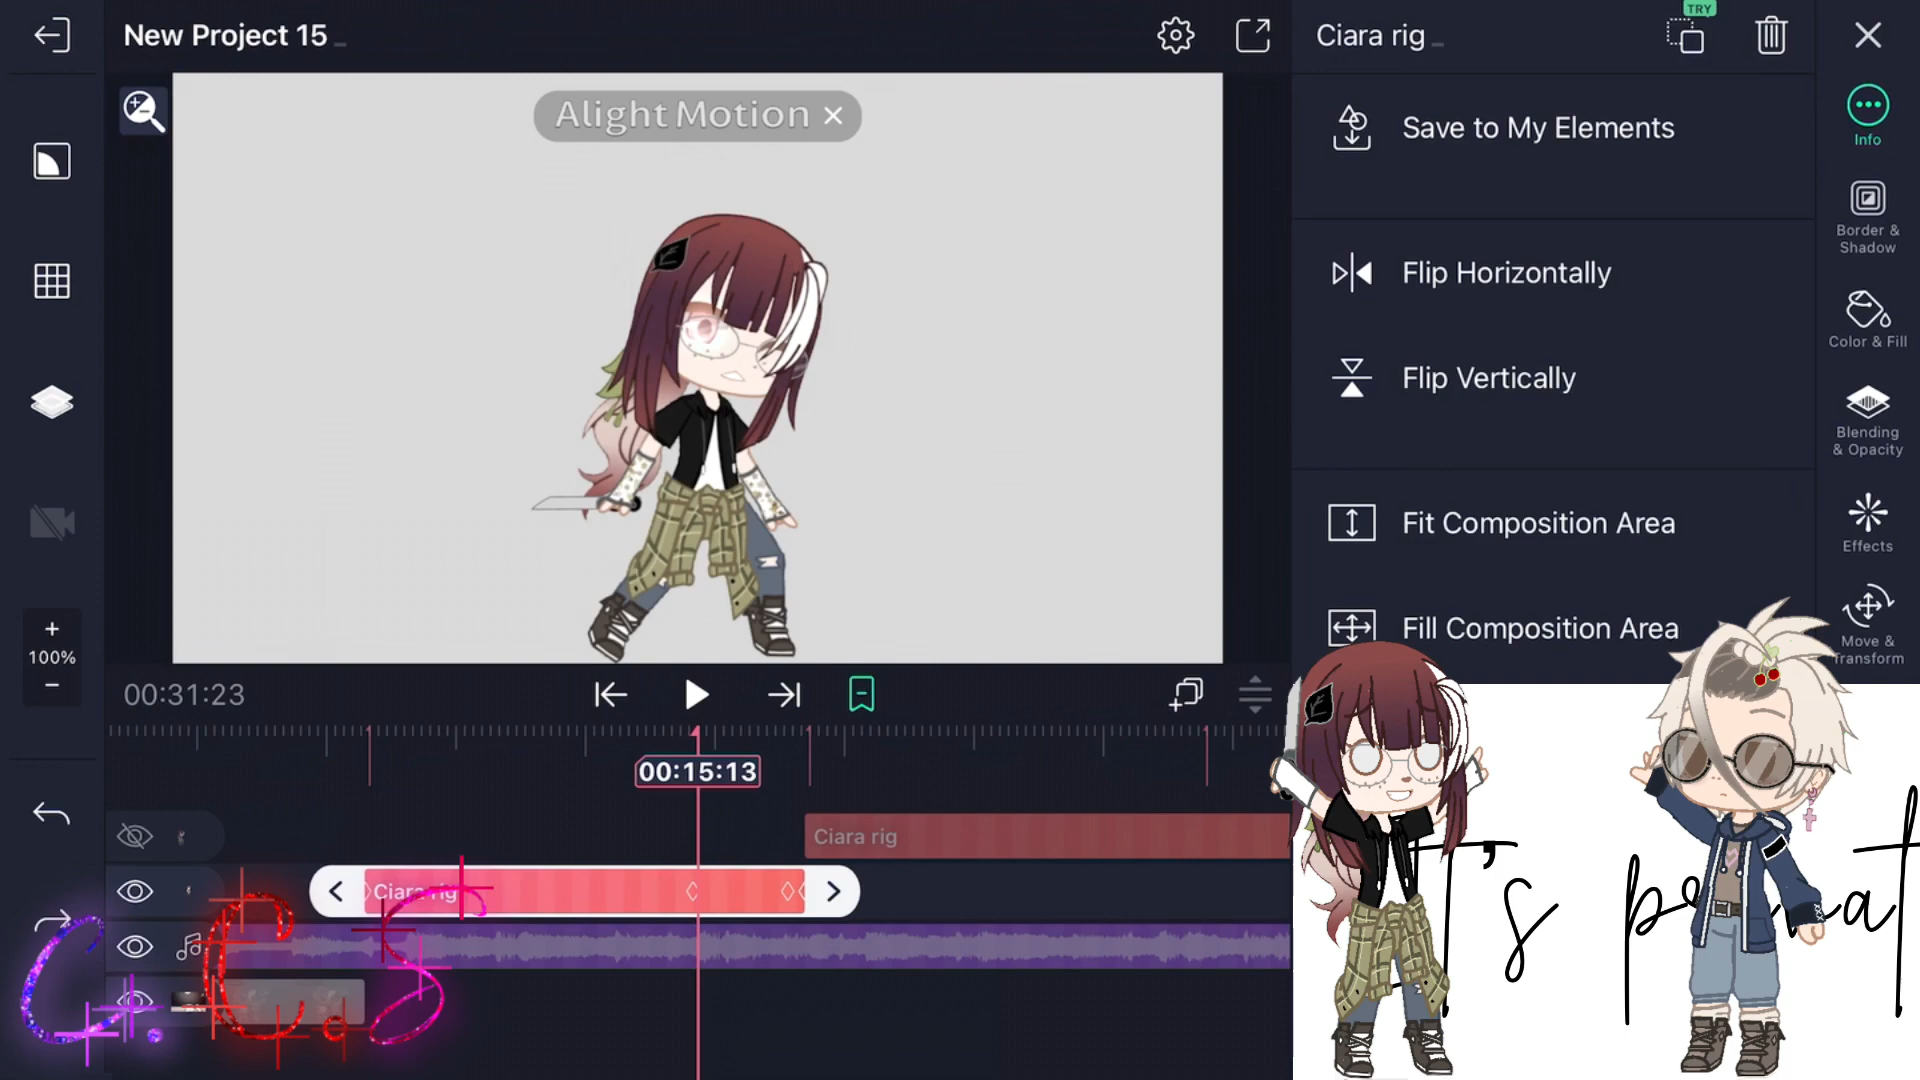 New Project 15
Ciara rig
TRY
Alight Motion
Save to My Elements
Info
Border &
Shadow
Flip Horizontally
Color & Fill
Flip Vertically
Blending
& Opacity
Fit Composition Area
Effects
Fill Composition Area
Move &
Transform
100%
00:31:23
00:15:13
Ciara rig
Ciara rig